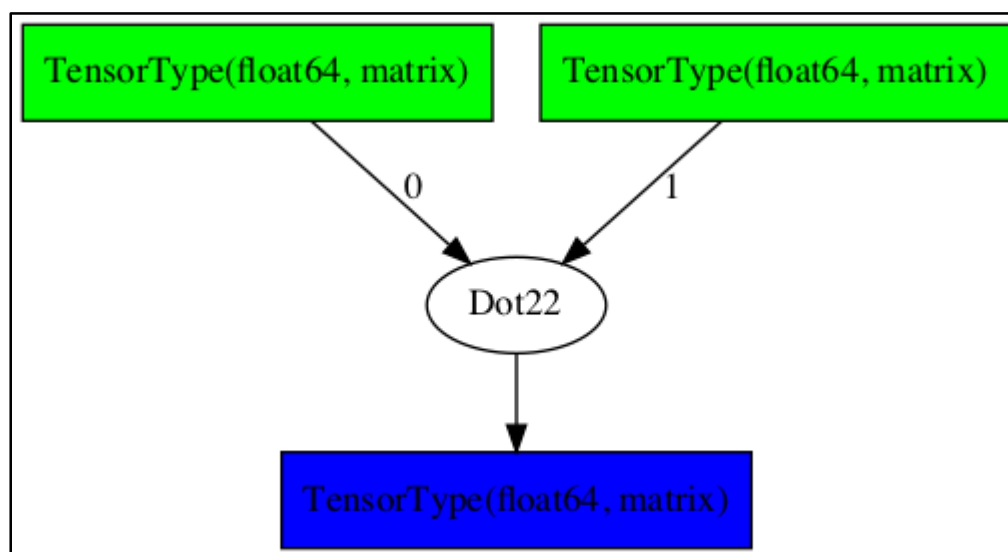 TensorType(float64, matrix)
TensorType(float64, matrix)
0
1
Dot22
TensorType(float64, matrix)